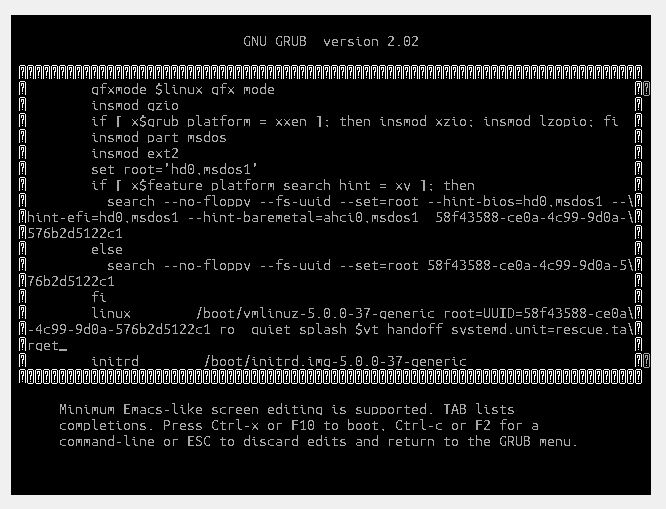 GNU GRUB  version 2.02
gfxmode $linux_gfx_mode
insmod gzio
if [ x$grub_platform = xxen ]; then insmod xzio; insmod lzopio; fi
insmod part_msdos
insmod ext2
set root='hd0,msdos1'
if [ x$feature_platform_search_hint = xy ]; then
search --no-floppy --fs-uuid --set=root --hint-bios=hd0,msdos1 --\
hint-efi=hd0,msdos1 --hint-baremetal=ahci0,msdos1  58f43588-ce0a-4c99-9d0a-\
576b2d5122c1
else
search --no-floppy --fs-uuid --set=root 58f43588-ce0a-4c99-9d0a-5\
76b2d5122c1
fi
linux        /boot/vmlinuz-5.0.0-37-generic root=UUID=58f43588-ce0a\
-4c99-9d0a-576b2d5122c1 ro  quiet splash $vt_handoff systemd.unit=rescue.ta\
rget_
initrd        /boot/initrd.img-5.0.0-37-generic
Minimum Emacs-like screen editing is supported. TAB lists
completions. Press Ctrl-x or F10 to boot, Ctrl-c or F2 for a
command-line or ESC to discard edits and return to the GRUB menu.